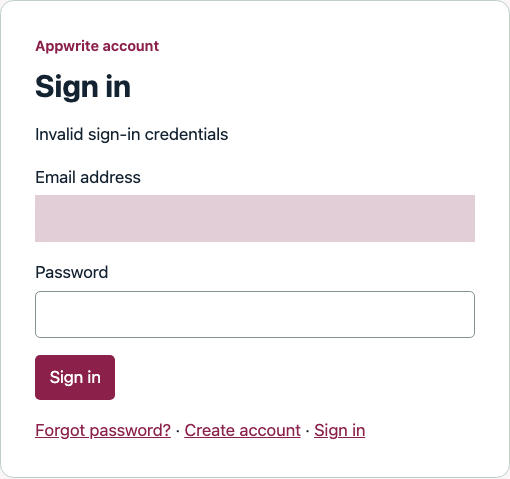 Appwrite account
Sign in
Invalid sign-in credentials
Email address
Password
Sign in
Forgot password? · Create account · Sign in